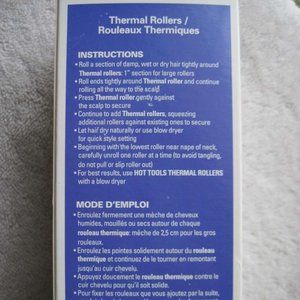 Thermal Rollers /
Rouleaux Thermiques
INSTRUCTIONS
• Roll a section of damp, wet or dry hair tightly around
Thermal rollers: 1" section for large rollers
• Roll ends tightly around Thermal roller and continue
rolling all the way to the scalp
• Press Thermal roller gently against
the scalp to secure
• Continue to add Thermal rollers, squeezing
additional rollers against existing ones to secure
• Let hair dry naturally or use blow dryer
for quick style setting
• Beginning with the lowest roller near nape of neck,
carefully unroll one roller at a time (to avoid tangling,
do not pull or slip roller out)
• For best results, use HOT TOOLS THERMAL ROLLERS
with a blow dryer
MODE D'EMPLOI
• Enroulez fermement une mèche de cheveux
humides, mouillés ou secs autour de chaque
rouleau thermique: mèche de 2,5 cm pour les gros
rouleaux.
• Enroulez les pointes solidement autour du rouleau
thermique et continuez de le tourner en remontant
jusqu'au cuir chevelu.
• Appuyez doucement le rouleau thermique contre le
cuir chevelu pour qu'il soit solide.
• Pour fixer les rouleaux que vous ajoutez par la suite,